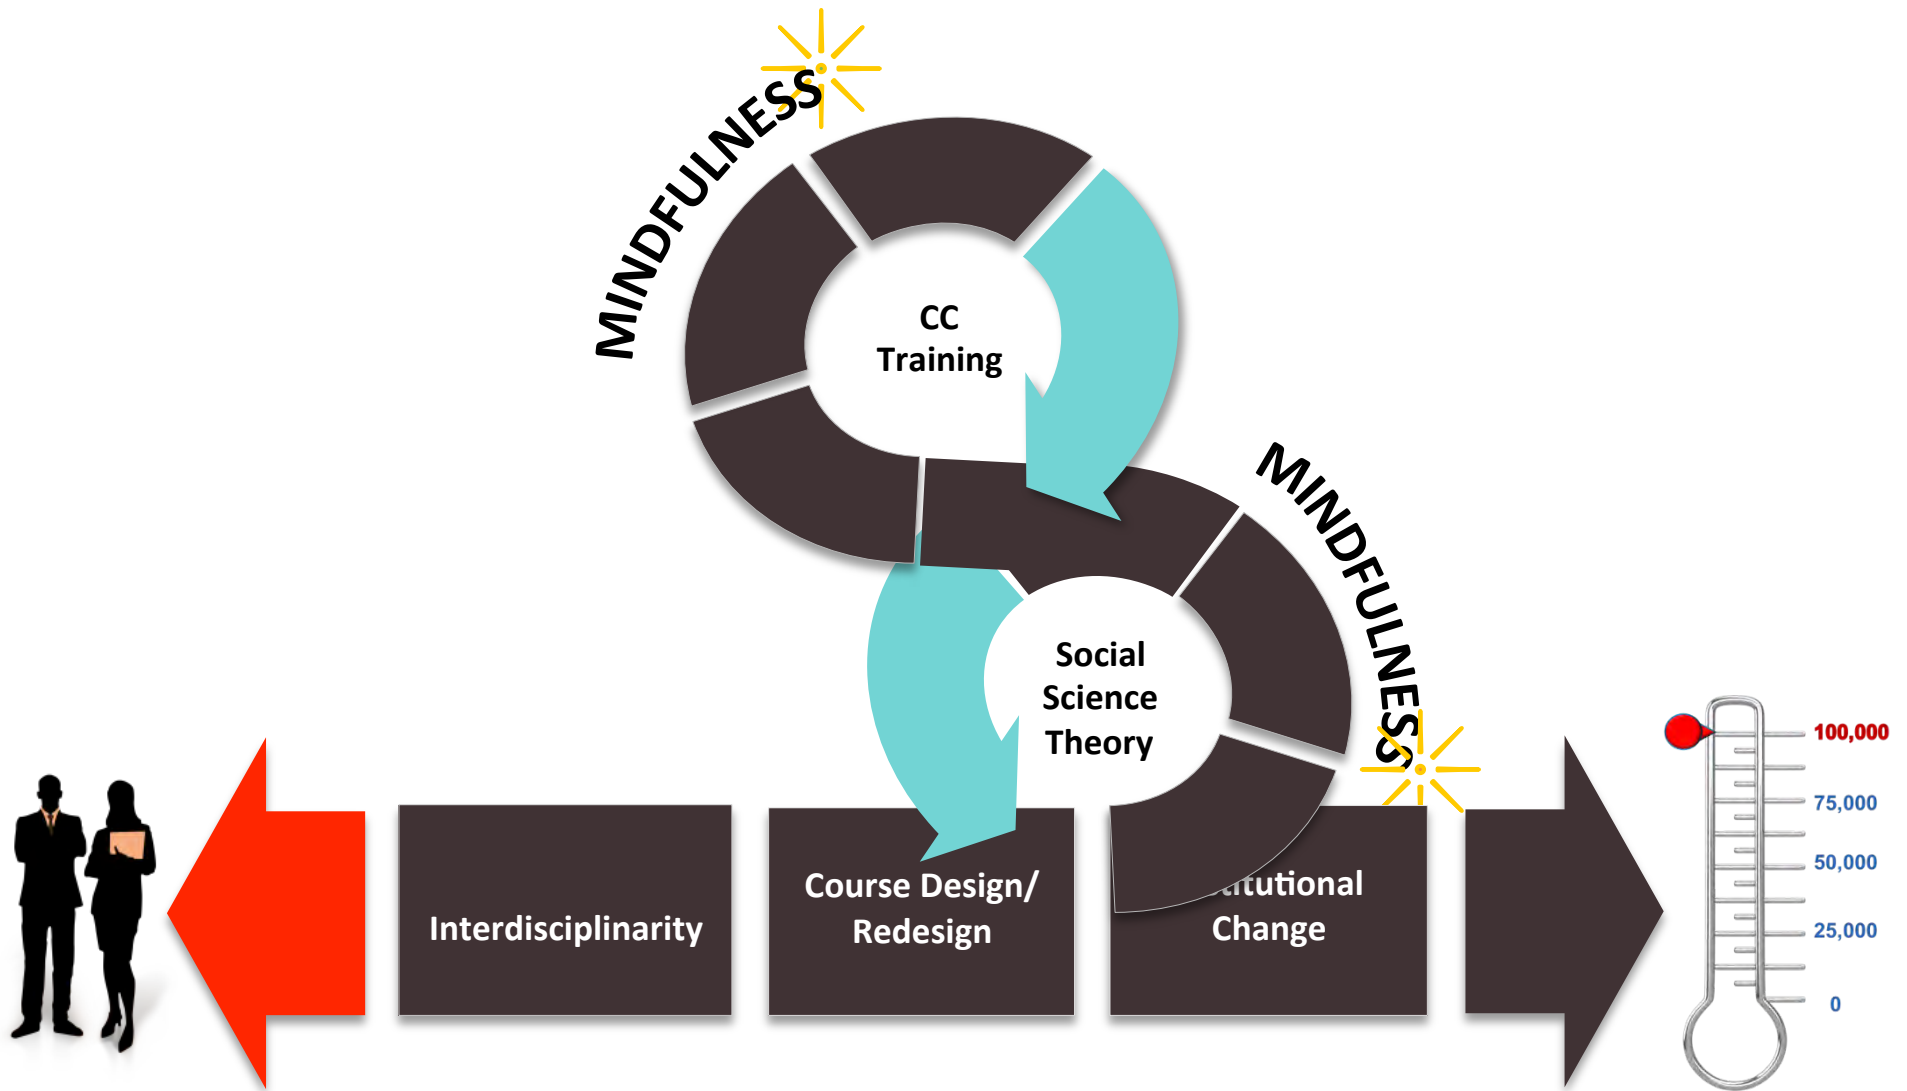 MINDFULNESS
CC
Training
MINDFULNESS
Social
Science
Theory
Interdisciplinarity
Course Design/
Redesign
titutional
Change
100,000
75,000
50,000
25,000
0